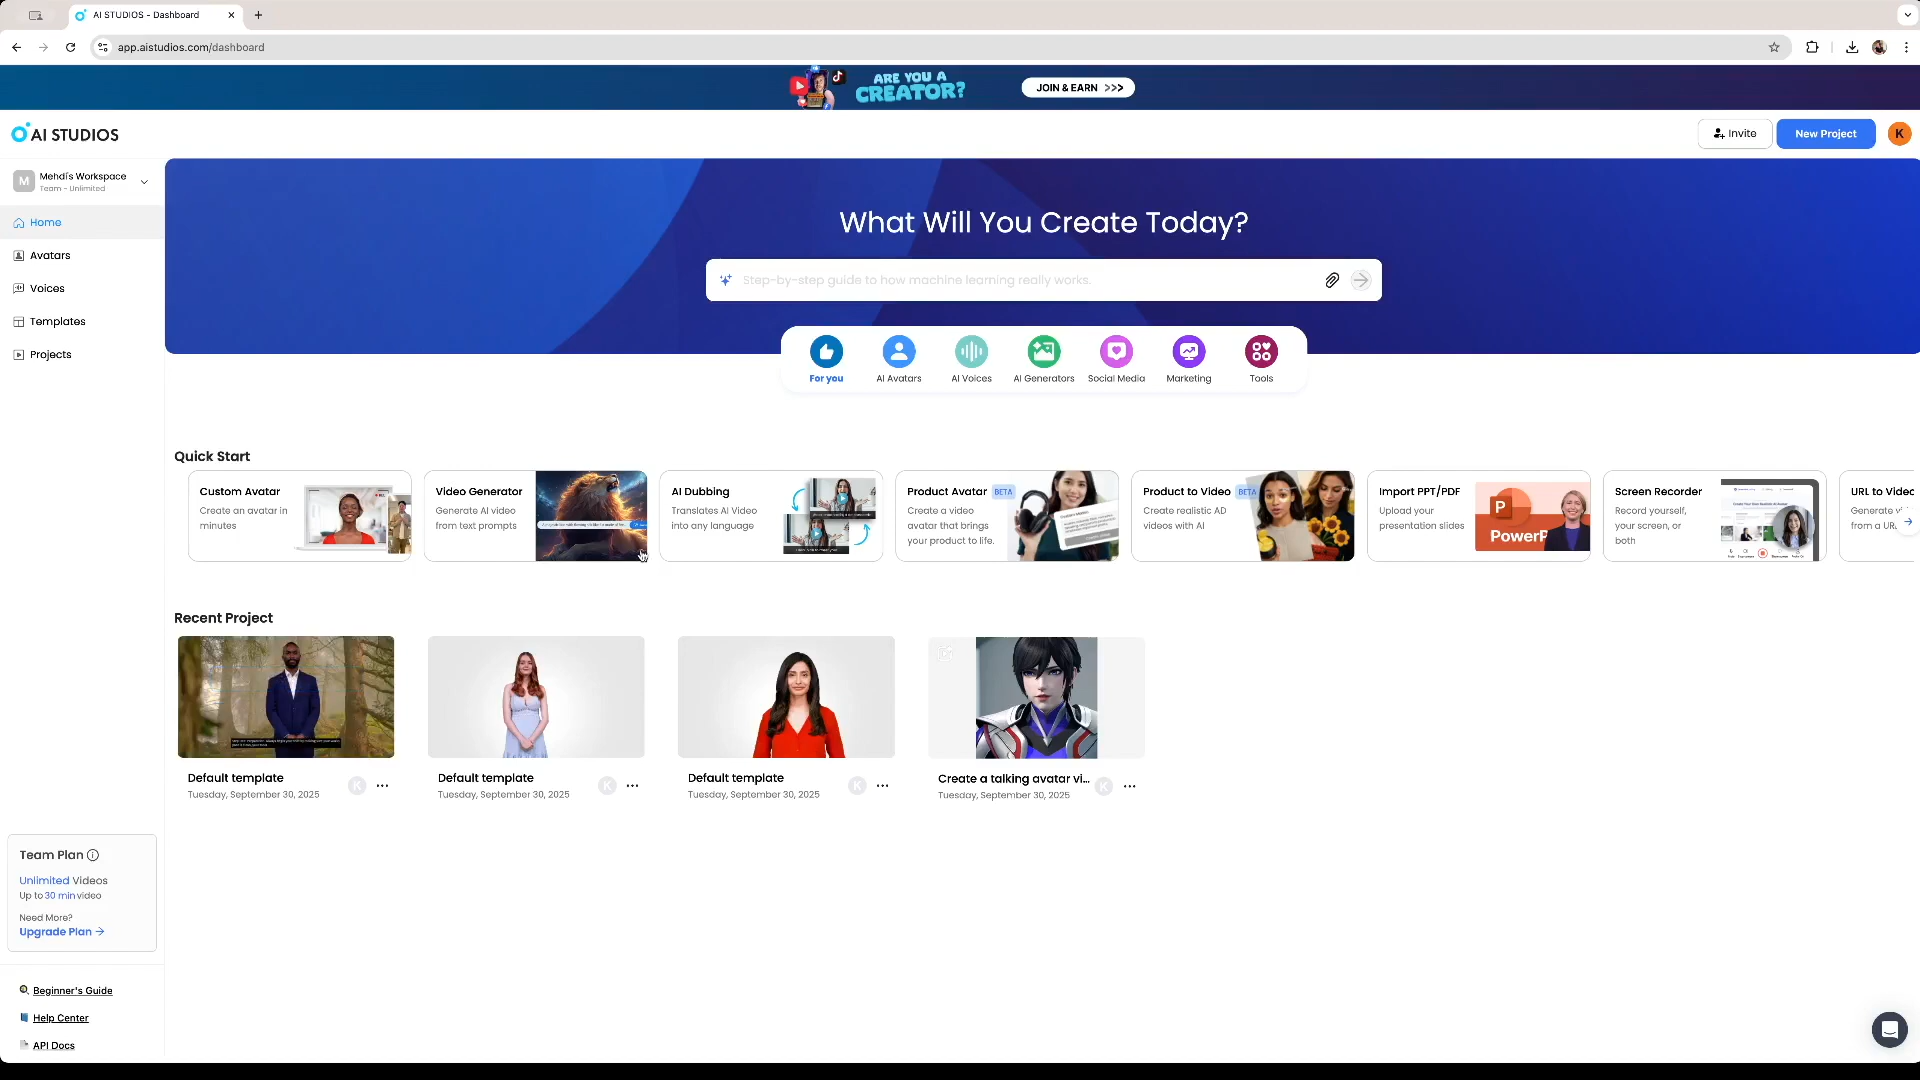 AI STUDIOS - Dashboard
app.aistudios.com/dashboard
ARE YOU A
CREATOR?
JOIN & EARN >>>
AI STUDIOS
Invite
New Project
K
M
Mehdi's Workspace
Team - Unlimited
Home
Avatars
Voices
Templates
Projects
What Will You Create Today?
Step-by-step guide to how machine learning really works.
For you
AI Avatars
AI Voices
AI Generators
Social Media
Marketing
Tools
Quick Start
Custom Avatar
Create an avatar in
minutes
Video Generator
Generate AI video
from text prompts
AI Dubbing
Translates AI Video
into any language
Product Avatar BETA
Create a video
avatar that brings
your product to life.
Product to Video BETA
Create realistic AD
videos with AI
Import PPT/PDF
Upload your
presentation slides
P
PowerP
Screen Recorder
Record yourself,
your screen, or
both
URL to Video
Generate vi
from a UR
Recent Project
Default template
Tuesday, September 30, 2025
K
Default template
Tuesday, September 30, 2025
K
Default template
Tuesday, September 30, 2025
K
Create a talking avatar vi...
Tuesday, September 30, 2025
K
Team Plan
Unlimited Videos
Up to 30 min video
Need More?
Upgrade Plan
Beginner's Guide
Help Center
API Docs